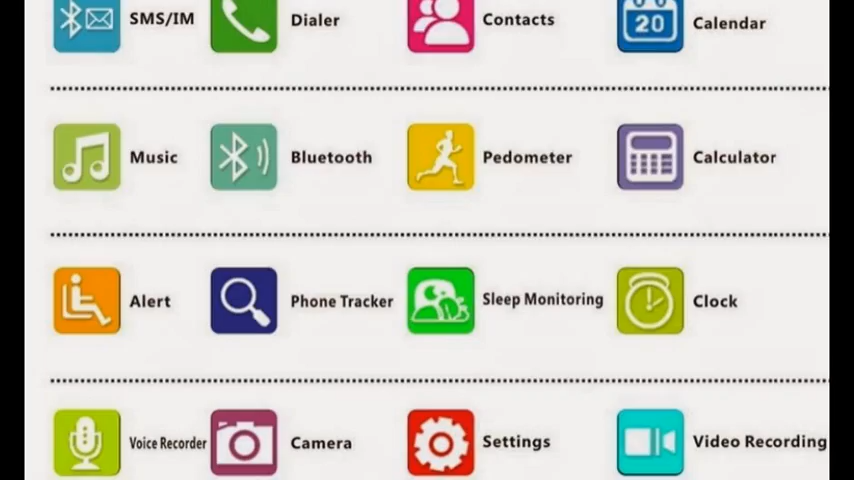 SMS/IM Dialer Contacts 20 Calendar
Music Bluetooth Pedometer Calculator
Alert Phone Tracker Sleep Monitoring Clock
Voice Recorder Camera Settings Video Recording